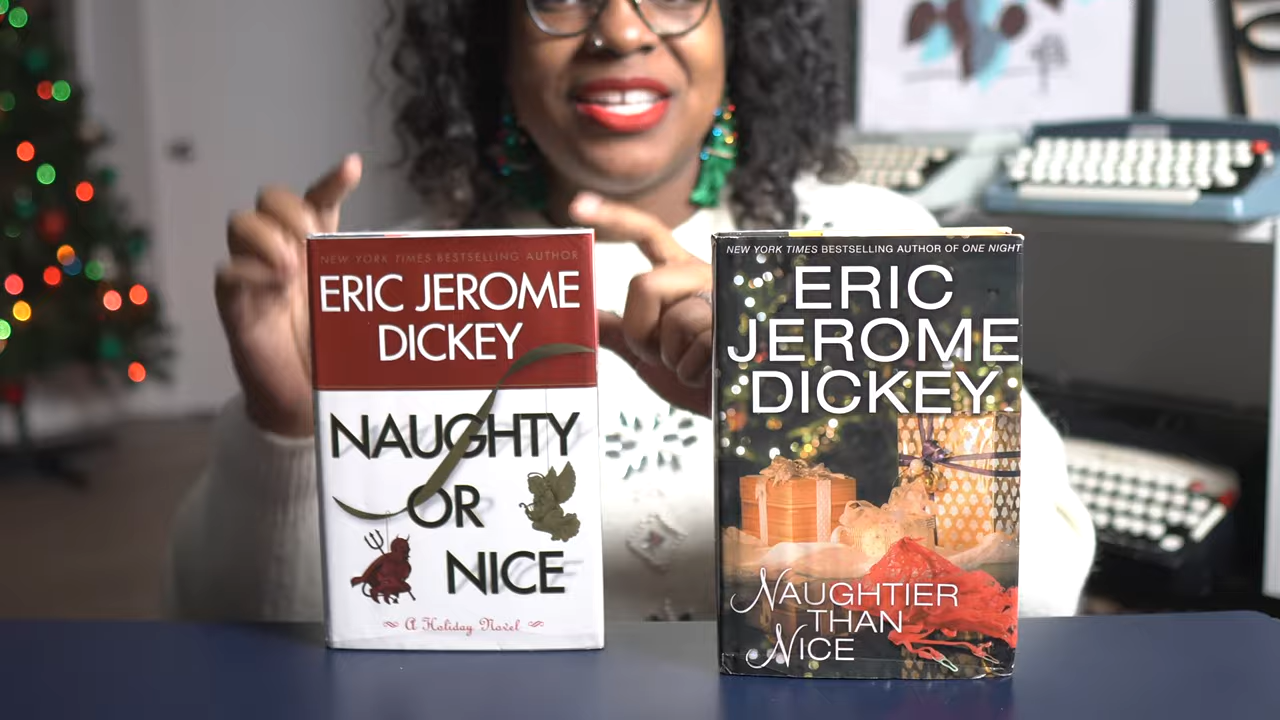 NEW YORK TIMES BESTSELLING AUTHOR
ERIC JEROME
DICKEY
NAUGHTY
OR
NICE
A Holiday Novel
NEW YORK TIMES BESTSELLING AUTHOR OF ONE NIGHT
ERIC
JEROME
DICKEY
NAUGHTIER
THAN
NICE